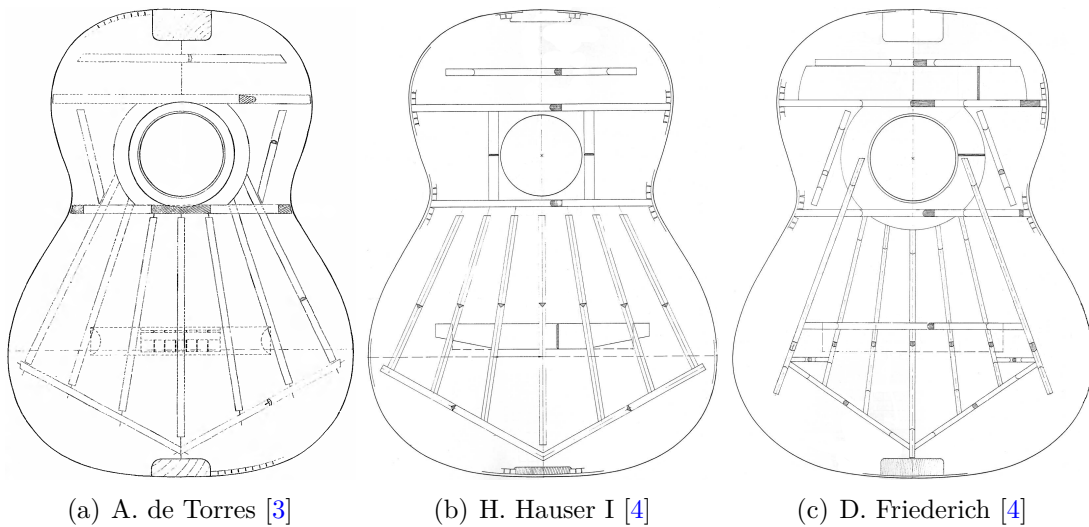 (a) A. de Torres [3]
(b) H. Hauser I [4]
(c) D. Friederich [4]